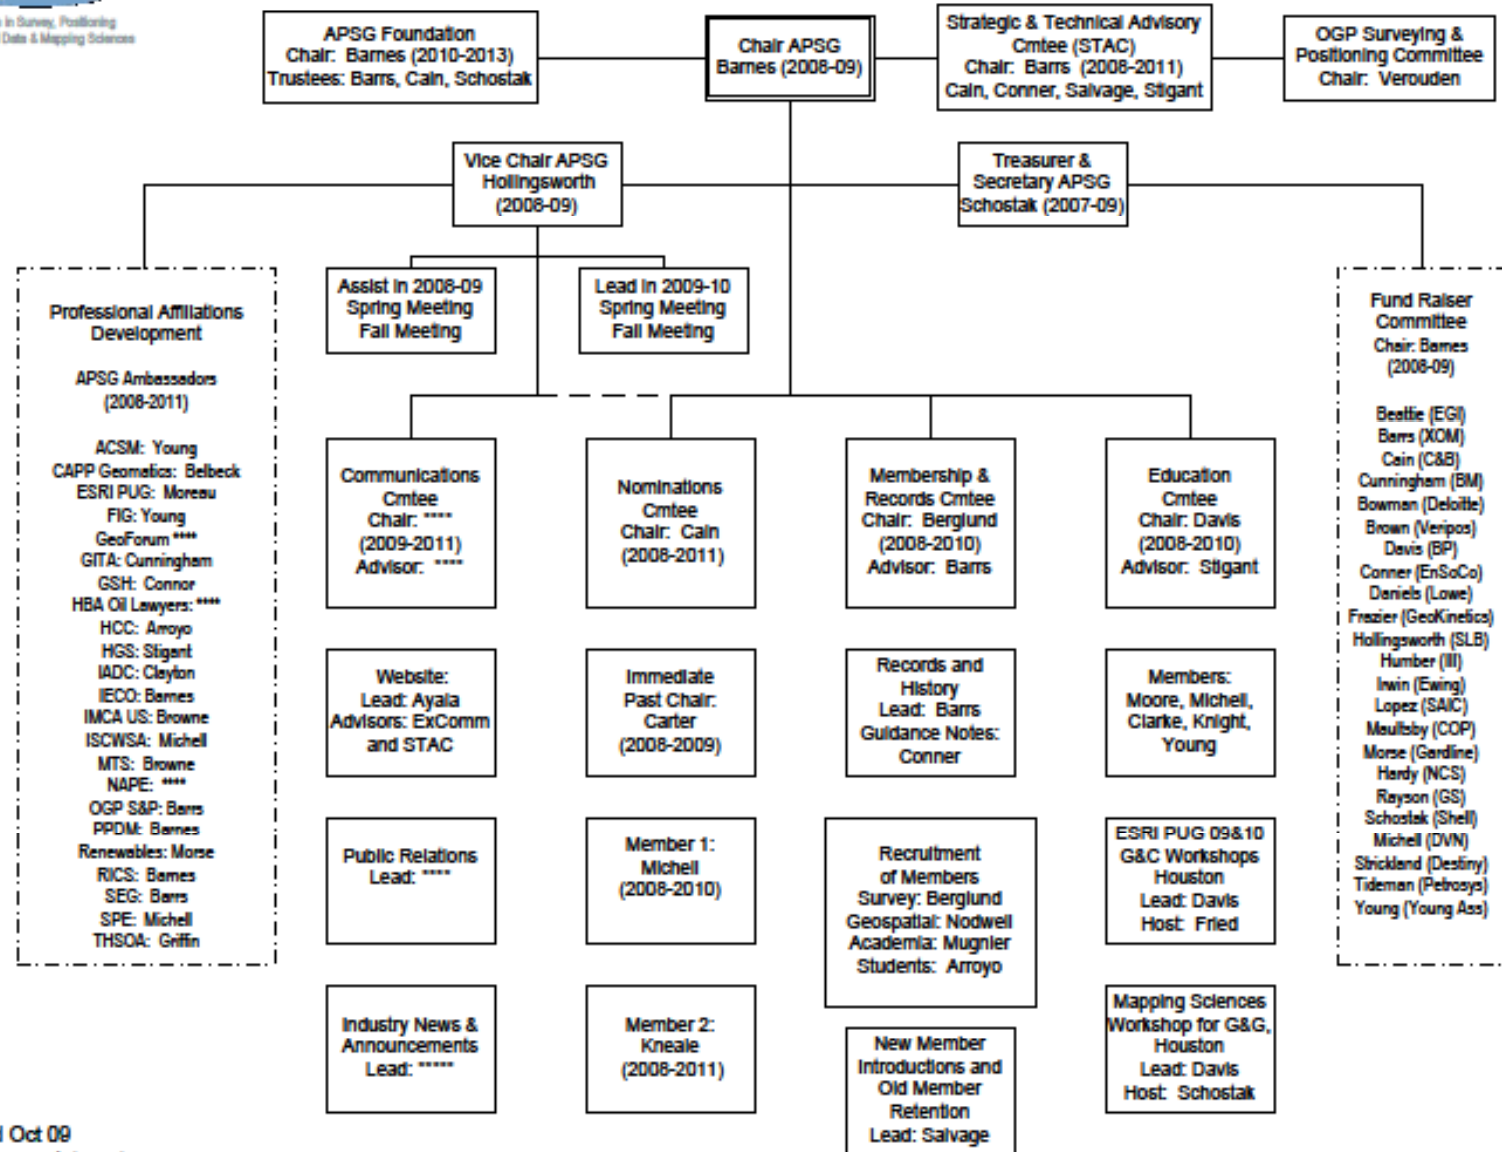 in Survey, Positioning
Data & Mapping Sciences
APSG Foundation
Chair: Barnes (2010-2013)
Trustees: Barrs, Cain, Schostak
Chair APSG
Barnes (2008-09)
Strategic & Technical Advisory
Cmtee (STAC)
Chair: Barrs (2008-2011)
Cain, Conner, Salvage, Stigant
OGP Surveying &
Positioning Committee
Chair: Verouden
Vice Chair APSG
Hollingsworth
(2008-09)
Treasurer &
Secretary APSG
Schostak (2007-09)
Professional Affiliations
Development
APSG Ambassadors
(2008-2011)
ACSM: Young
CAPP Geomatics: Belbeck
ESRI PUG: Moreau
FIG: Young
GeoForum ****
GITA: Cunningham
GSH: Connor
HBA Oil Lawyers: ****
HCC: Arroyo
HGS: Stigant
IADC: Clayton
IECO: Barnes
IMCA US: Browne
ISCWSA: Michell
MTS: Browne
NAPE: ****
OGP S&P: Barrs
PPDM: Barnes
Renewables: Morse
RICS: Barnes
SEG: Barrs
SPE: Michell
THSOA: Griffin
Assist in 2008-09
Spring Meeting
Fall Meeting
Lead in 2009-10
Spring Meeting
Fall Meeting
Communications
Cmtee
Chair: ****
(2009-2011)
Advisor: ****
Website:
Lead: Ayala
Advisors: ExComm
and STAC
Public Relations
Lead: ****
Industry News &
Announcements
Lead: *****
Nominations
Cmtee
Chair: Cain
(2008-2011)
Immediate
Past Chair:
Carter
(2008-2009)
Member 1:
Michell
(2008-2010)
Member 2:
Kneale
(2008-2011)
Membership &
Records Cmtee
Chair: Berglund
(2008-2010)
Advisor: Barrs
Records and
History
Lead: Barrs
Guidance Notes:
Conner
Recruitment
of Members
Survey: Berglund
Geospatial: Nodwell
Academia: Mugnier
Students: Arroyo
New Member
Introductions and
Old Member
Retention
Lead: Salvage
Education
Cmtee
Chair: Davis
(2008-2010)
Advisor: Stigant
Members:
Moore, Michell,
Clarke, Knight,
Young
ESRI PUG 09&10
G&C Workshops
Houston
Lead: Davis
Host: Fried
Mapping Sciences
Workshop for G&G,
Houston
Lead: Davis
Host: Schostak
Fund Raiser
Committee
Chair: Barnes
(2008-09)
Beattie (EGI)
Barrs (XOM)
Cain (C&B)
Cunningham (BM)
Bowman (Deloitte)
Brown (Veripos)
Davis (BP)
Conner (EnSoCo)
Daniels (Lowe)
Frazier (GeoKinetics)
Hollingsworth (SLB)
Humber (III)
Irwin (Ewing)
Lopez (SAIC)
Maultsby (COP)
Morse (Gardline)
Hardy (NCS)
Rayson (GS)
Schostak (Shell)
Michell (DVN)
Strickland (Destiny)
Tideman (Petrosys)
Young (Young Ass)
Oct 09